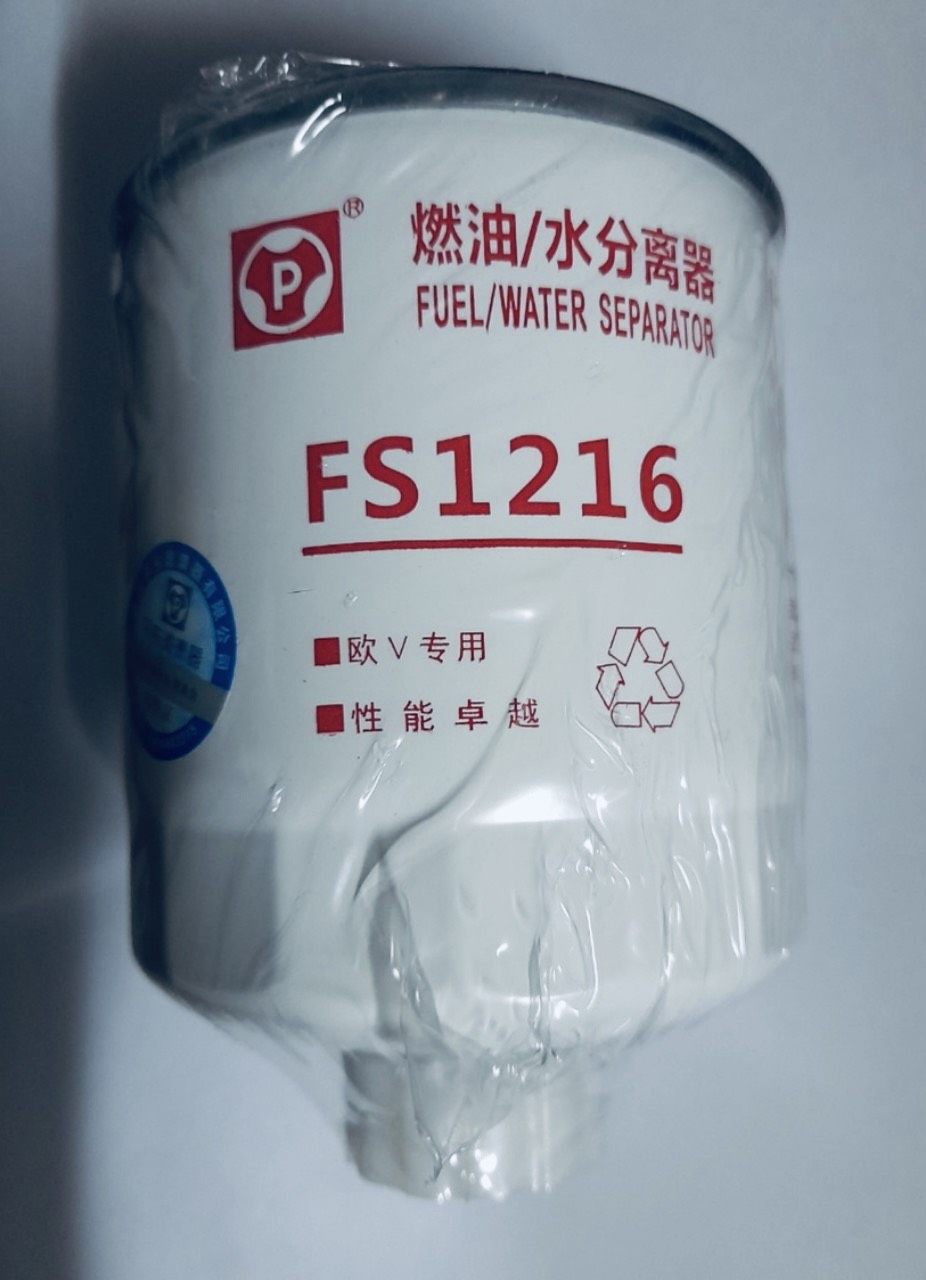 P
®
燃油/水分离器
FUEL/WATER SEPARATOR
FS1216
欧V专用
性能卓越